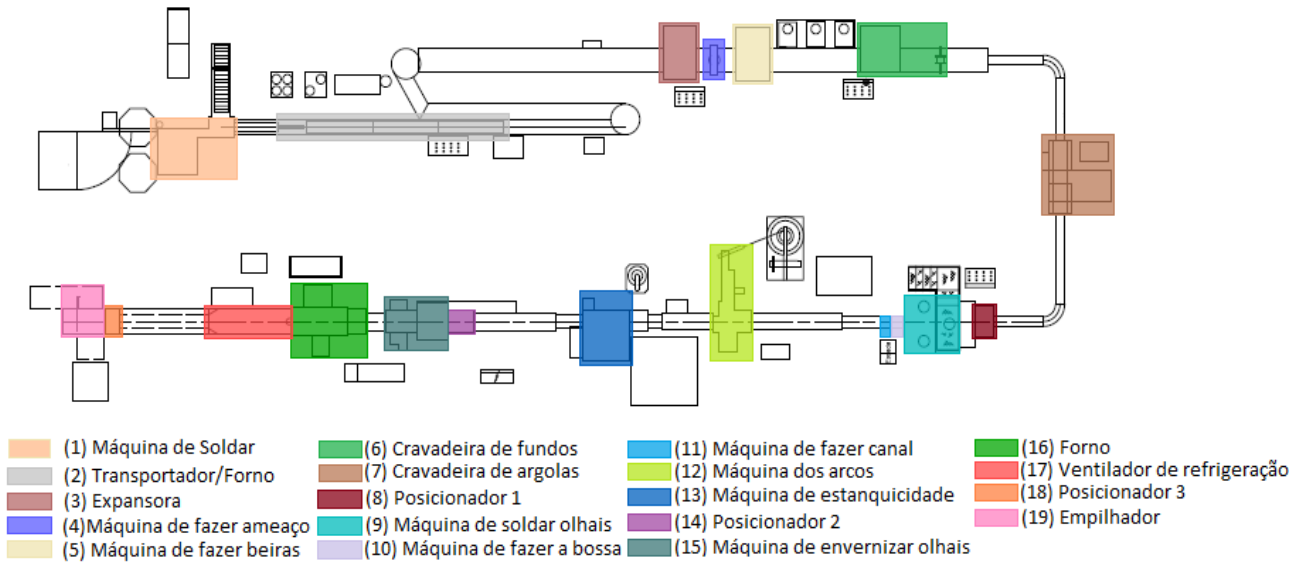 (1) Máquina de Soldar
(2) Transportador/Forno
(3) Expansora
(4)Máquina de fazer ameaço
(5) Máquina de fazer beiras
(6) Cravadeira de fundos
(7) Cravadeira de argolas
(8) Posicionador 1
(9) Máquina de soldar olhais
(10) Máquina de fazer a bossa
(11) Máquina de fazer canal
(12) Máquina dos arcos
(13) Máquina de estanquicidade
(14) Posicionador 2
(15) Máquina de envernizar olhais
(16) Forno
(17) Ventilador de refrigeração
(18) Posicionador 3
(19) Empilhador